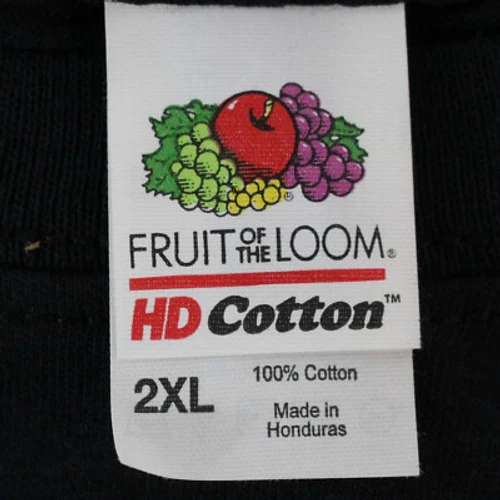 FRUIT OF THE LOOM®
HD Cotton™
2XL
100% Cotton
Made in
Honduras